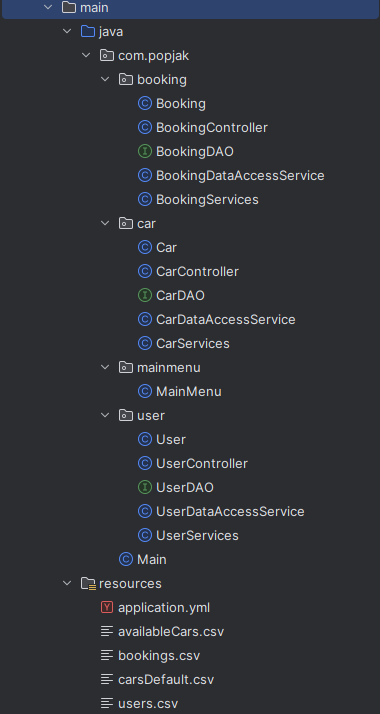 main
java
com.popjak
booking
Booking
BookingController
BookingDAO
BookingDataAccessService
BookingServices
car
Car
CarController
CarDAO
CarDataAccessService
CarServices
mainmenu
MainMenu
user
User
UserController
UserDAO
UserDataAccessService
UserServices
Main
resources
application.yml
availableCars.csv
bookings.csv
carsDefault.csv
users.csv